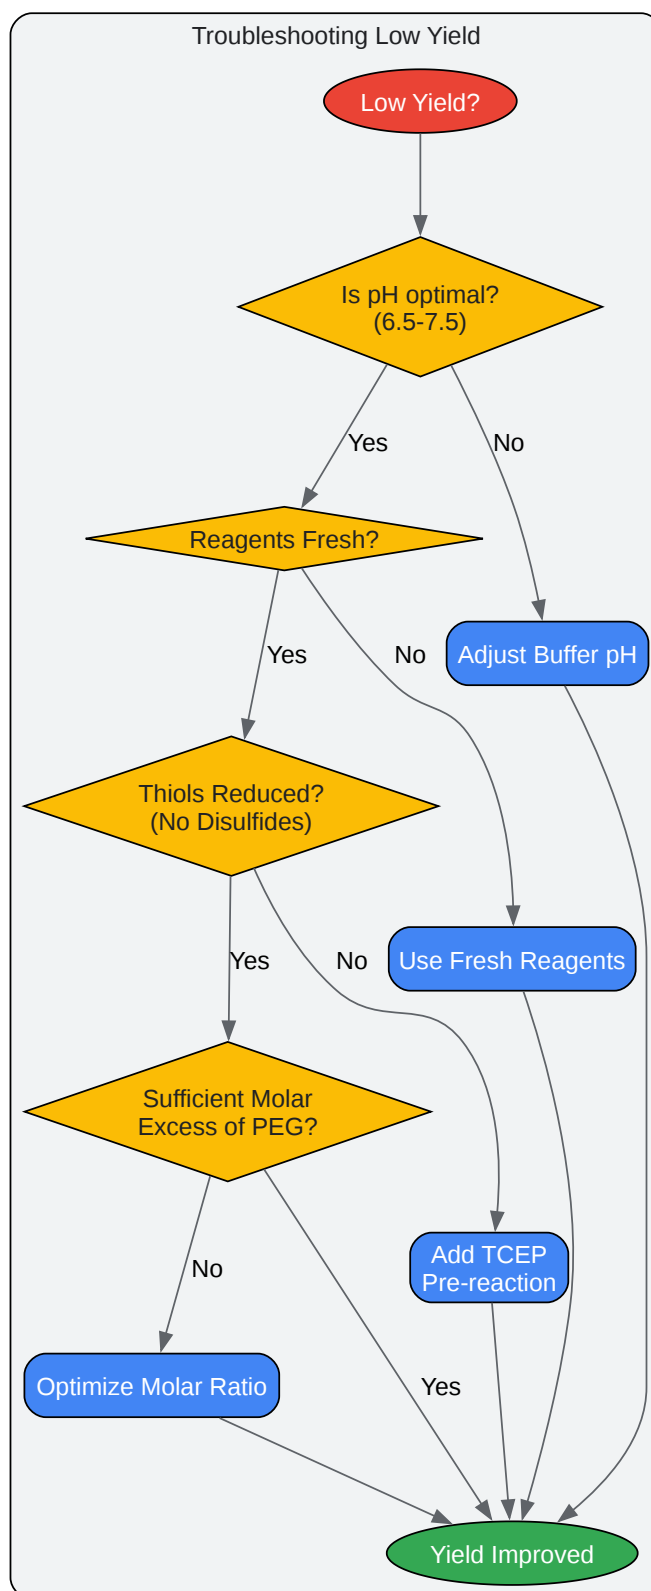 Troubleshooting Low Yield
Low Yield?
Is pH optimal?
(6.5-7.5)
Yes
No
Reagents Fresh?
Yes
No
Adjust Buffer pH
Thiols Reduced?
(No Disulfides)
Yes
No
Use Fresh Reagents
Sufficient Molar
Excess of PEG?
No
Add TCEP
Pre-reaction
Optimize Molar Ratio
Yes
Yield Improved